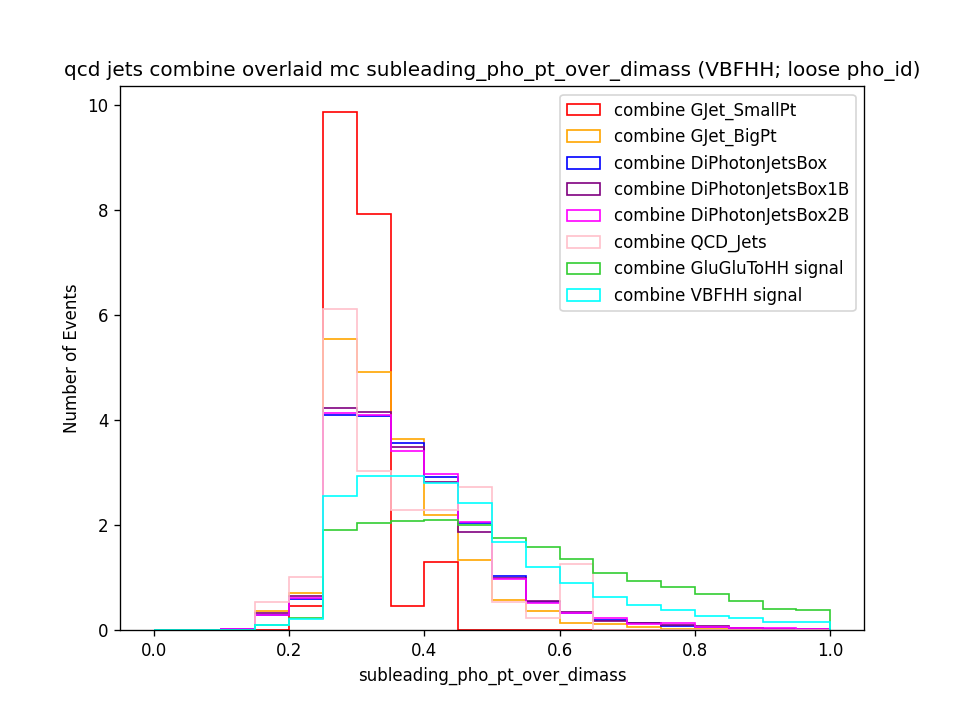 qcd jets combine overlaid mc subleading_pho_pt_over_dimass (VBFHH; loose pho_id)
10
8
6
4
2
0
Number of Events
combine GJet_SmallPt
combine GJet_BigPt
combine DiPhotonJetsBox
combine DiPhotonJetsBox1B
combine DiPhotonJetsBox2B
combine QCD_Jets
combine GluGluToHH signal
combine VBFHH signal
0.0 0.2 0.4 0.6 0.8 1.0
subleading_pho_pt_over_dimass